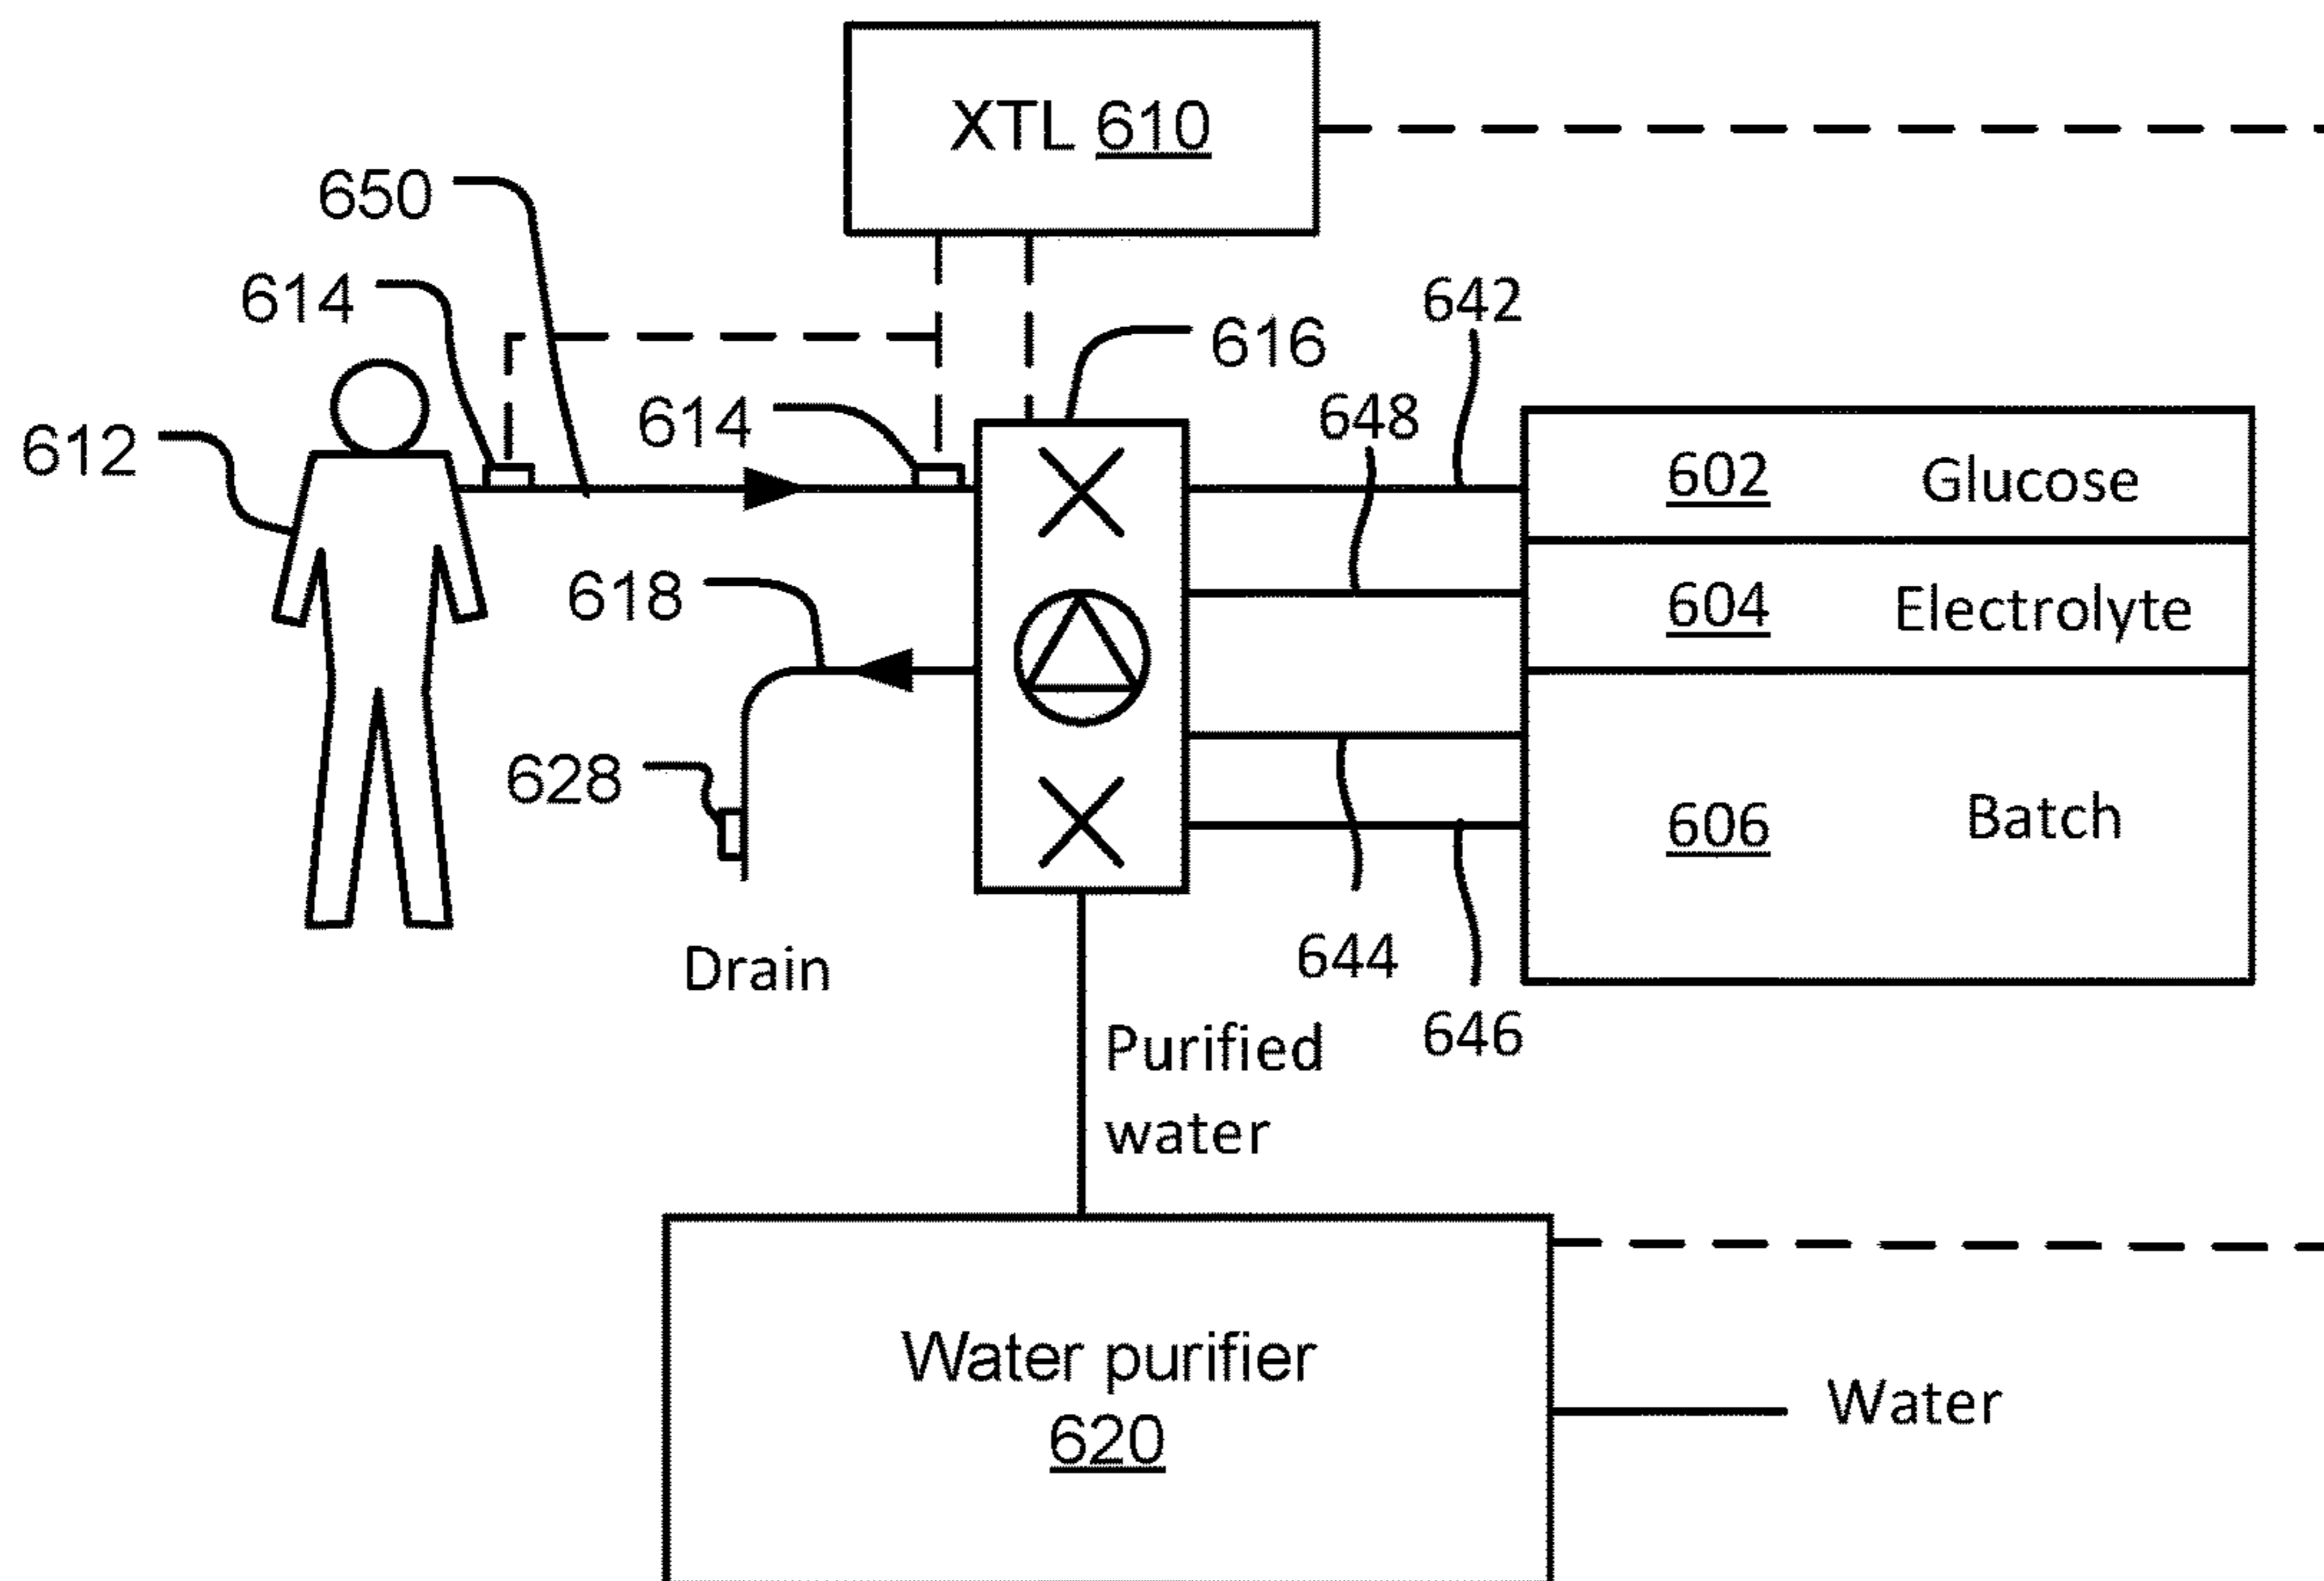 XTL 610
650
614
642
616
648
614
612
602 Glucose
618
604 Electrolyte
628
606 Batch
644
Drain
646
Purified
water
Water purifier
620
Water